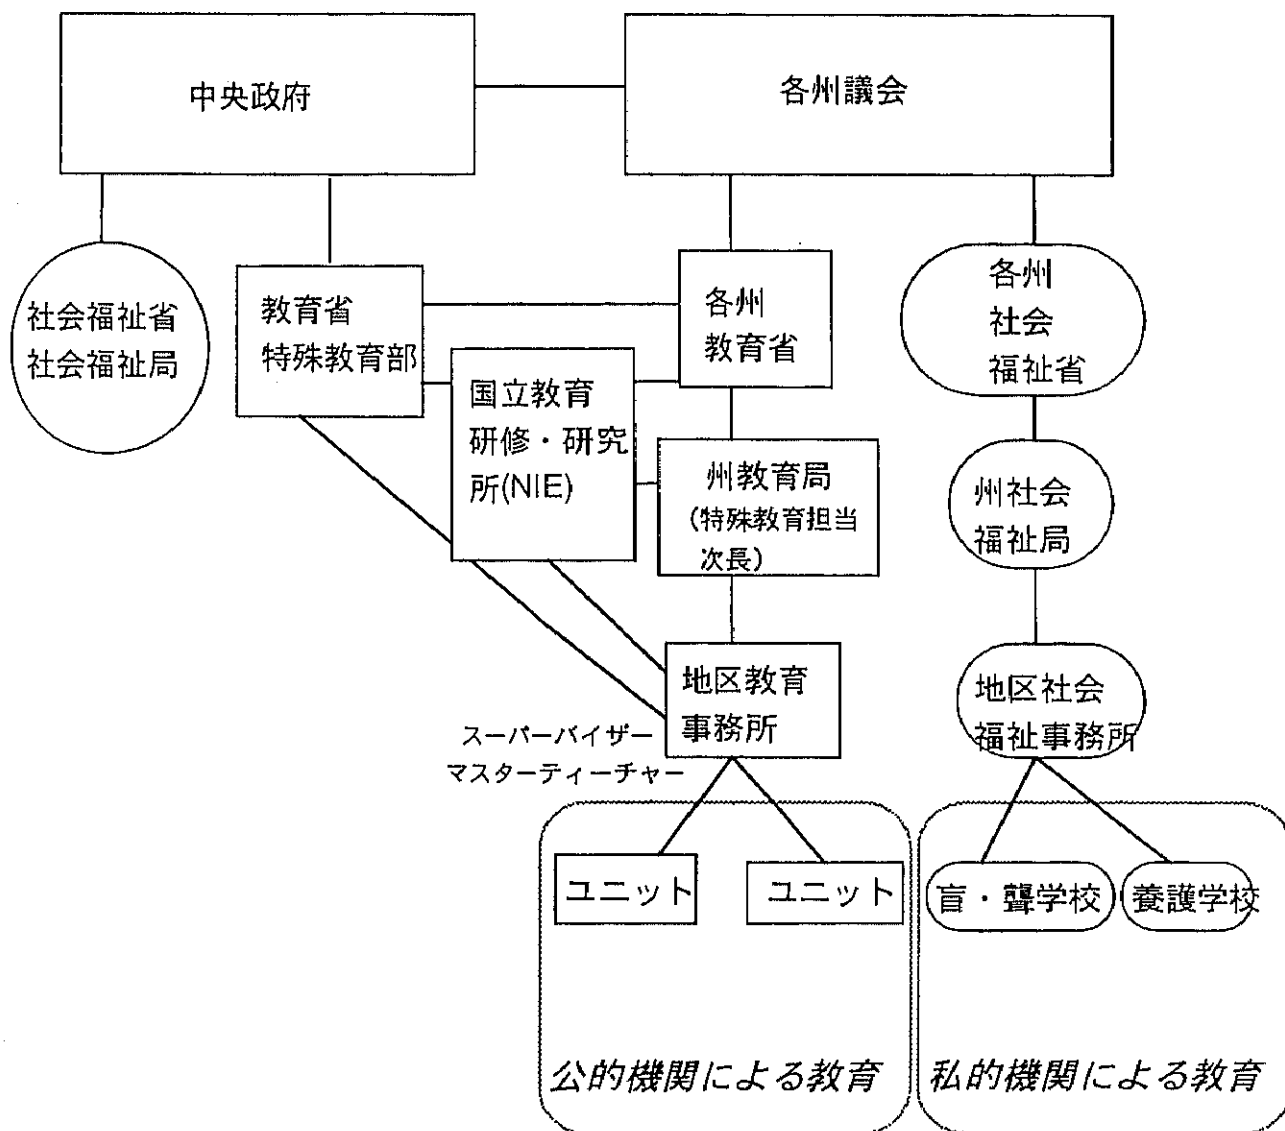 中央政府
各州議会
社会福祉省
社会福祉局
教育省
特殊教育部
各州
教育省
各州
社会
福祉省
国立教育
研修・研究
所(NIE)
州教育局
(特殊教育担当
次長)
州社会
福祉局
地区教育
事務所
地区社会
福祉事務所
スーパーバイザー
マスターティーチャー
ユニット
ユニット
盲・聾学校
養護学校
公的機関による教育
私的機関による教育